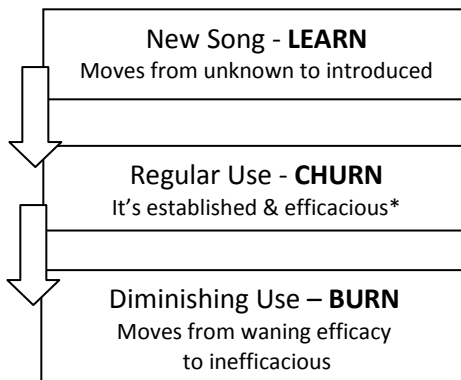 New Song - LEARN
Moves from unknown to introduced
Regular Use - CHURN
It’s established & efficacious*
Diminishing Use – BURN
Moves from waning efficacy
to inefficacious